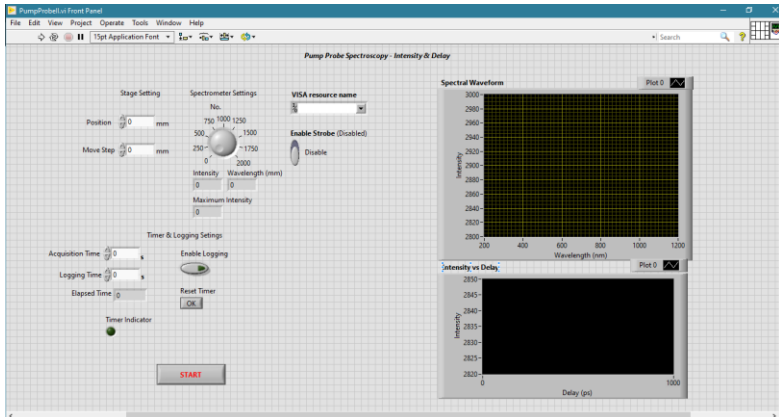 PumpProbell.vi Front Panel
File Edit View Project Operate Tools Window Help
15pt Application Font
Search
Pump Probe Spectroscopy - Intensity & Delay
Stage Setting
Position 0 mm
Move Step 0 mm
Spectrometer Settings
No.
0 250 500 750 1000 1250 1500 1750 2000
Intensity Wavelength (mm)
0 0
Maximum Intensity
0
VISA resource name
Enable Strobe (Disabled)
Disable
Timer & Logging Setings
Acquisition Time 0 s
Logging Time 0 s
Elapsed Time 0
Timer Indicator
Enable Logging
Reset Timer
OK
START
Spectral Waveform
Plot 0
Intensity
3000
2980
2960
2940
2920
2900
2880
2860
2840
2820
2800
200 400 600 800 1000 1200
Wavelength (nm)
Intensity vs Delay
Plot 0
Intensity
2850
2845
2840
2835
2830
2825
2820
0 1000
Delay (ps)